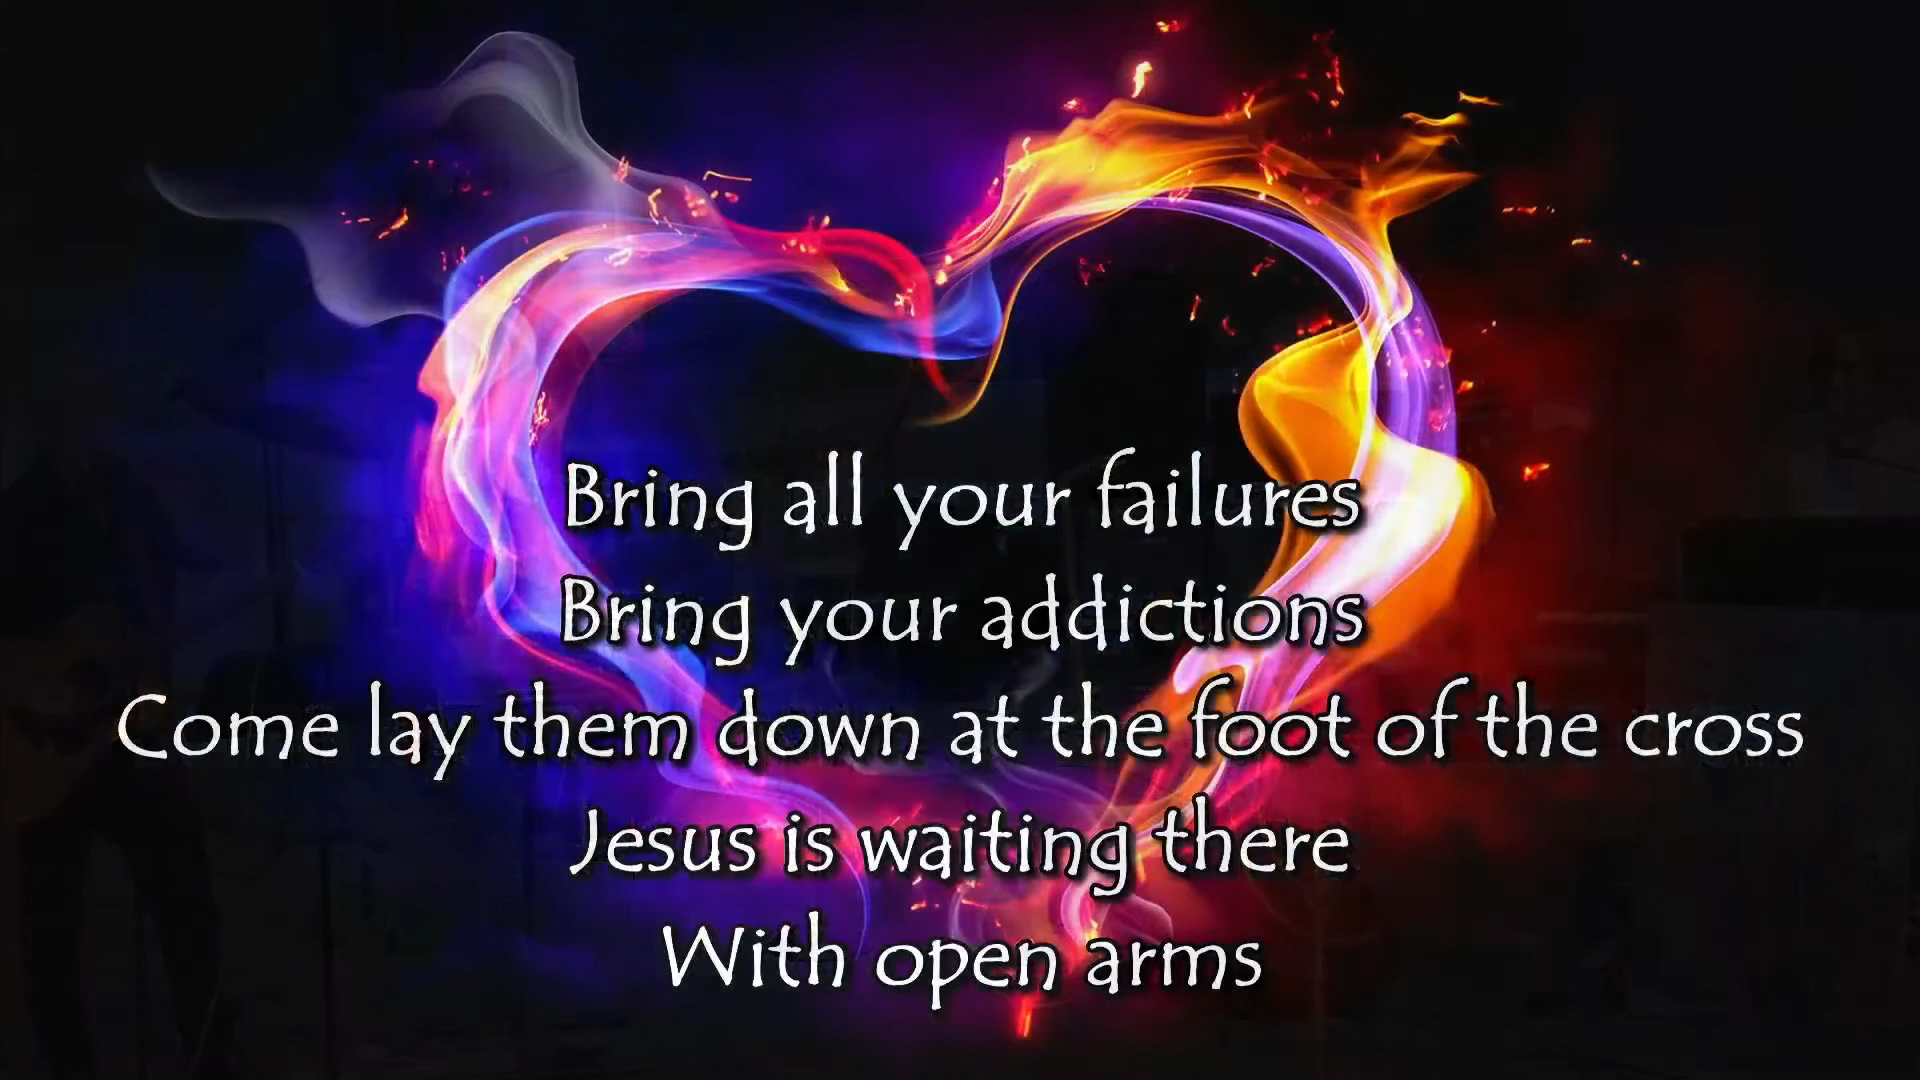 Bring all your failures
Bring your addictions
Come lay them down at the foot of the cross
Jesus is waiting there
With open arms